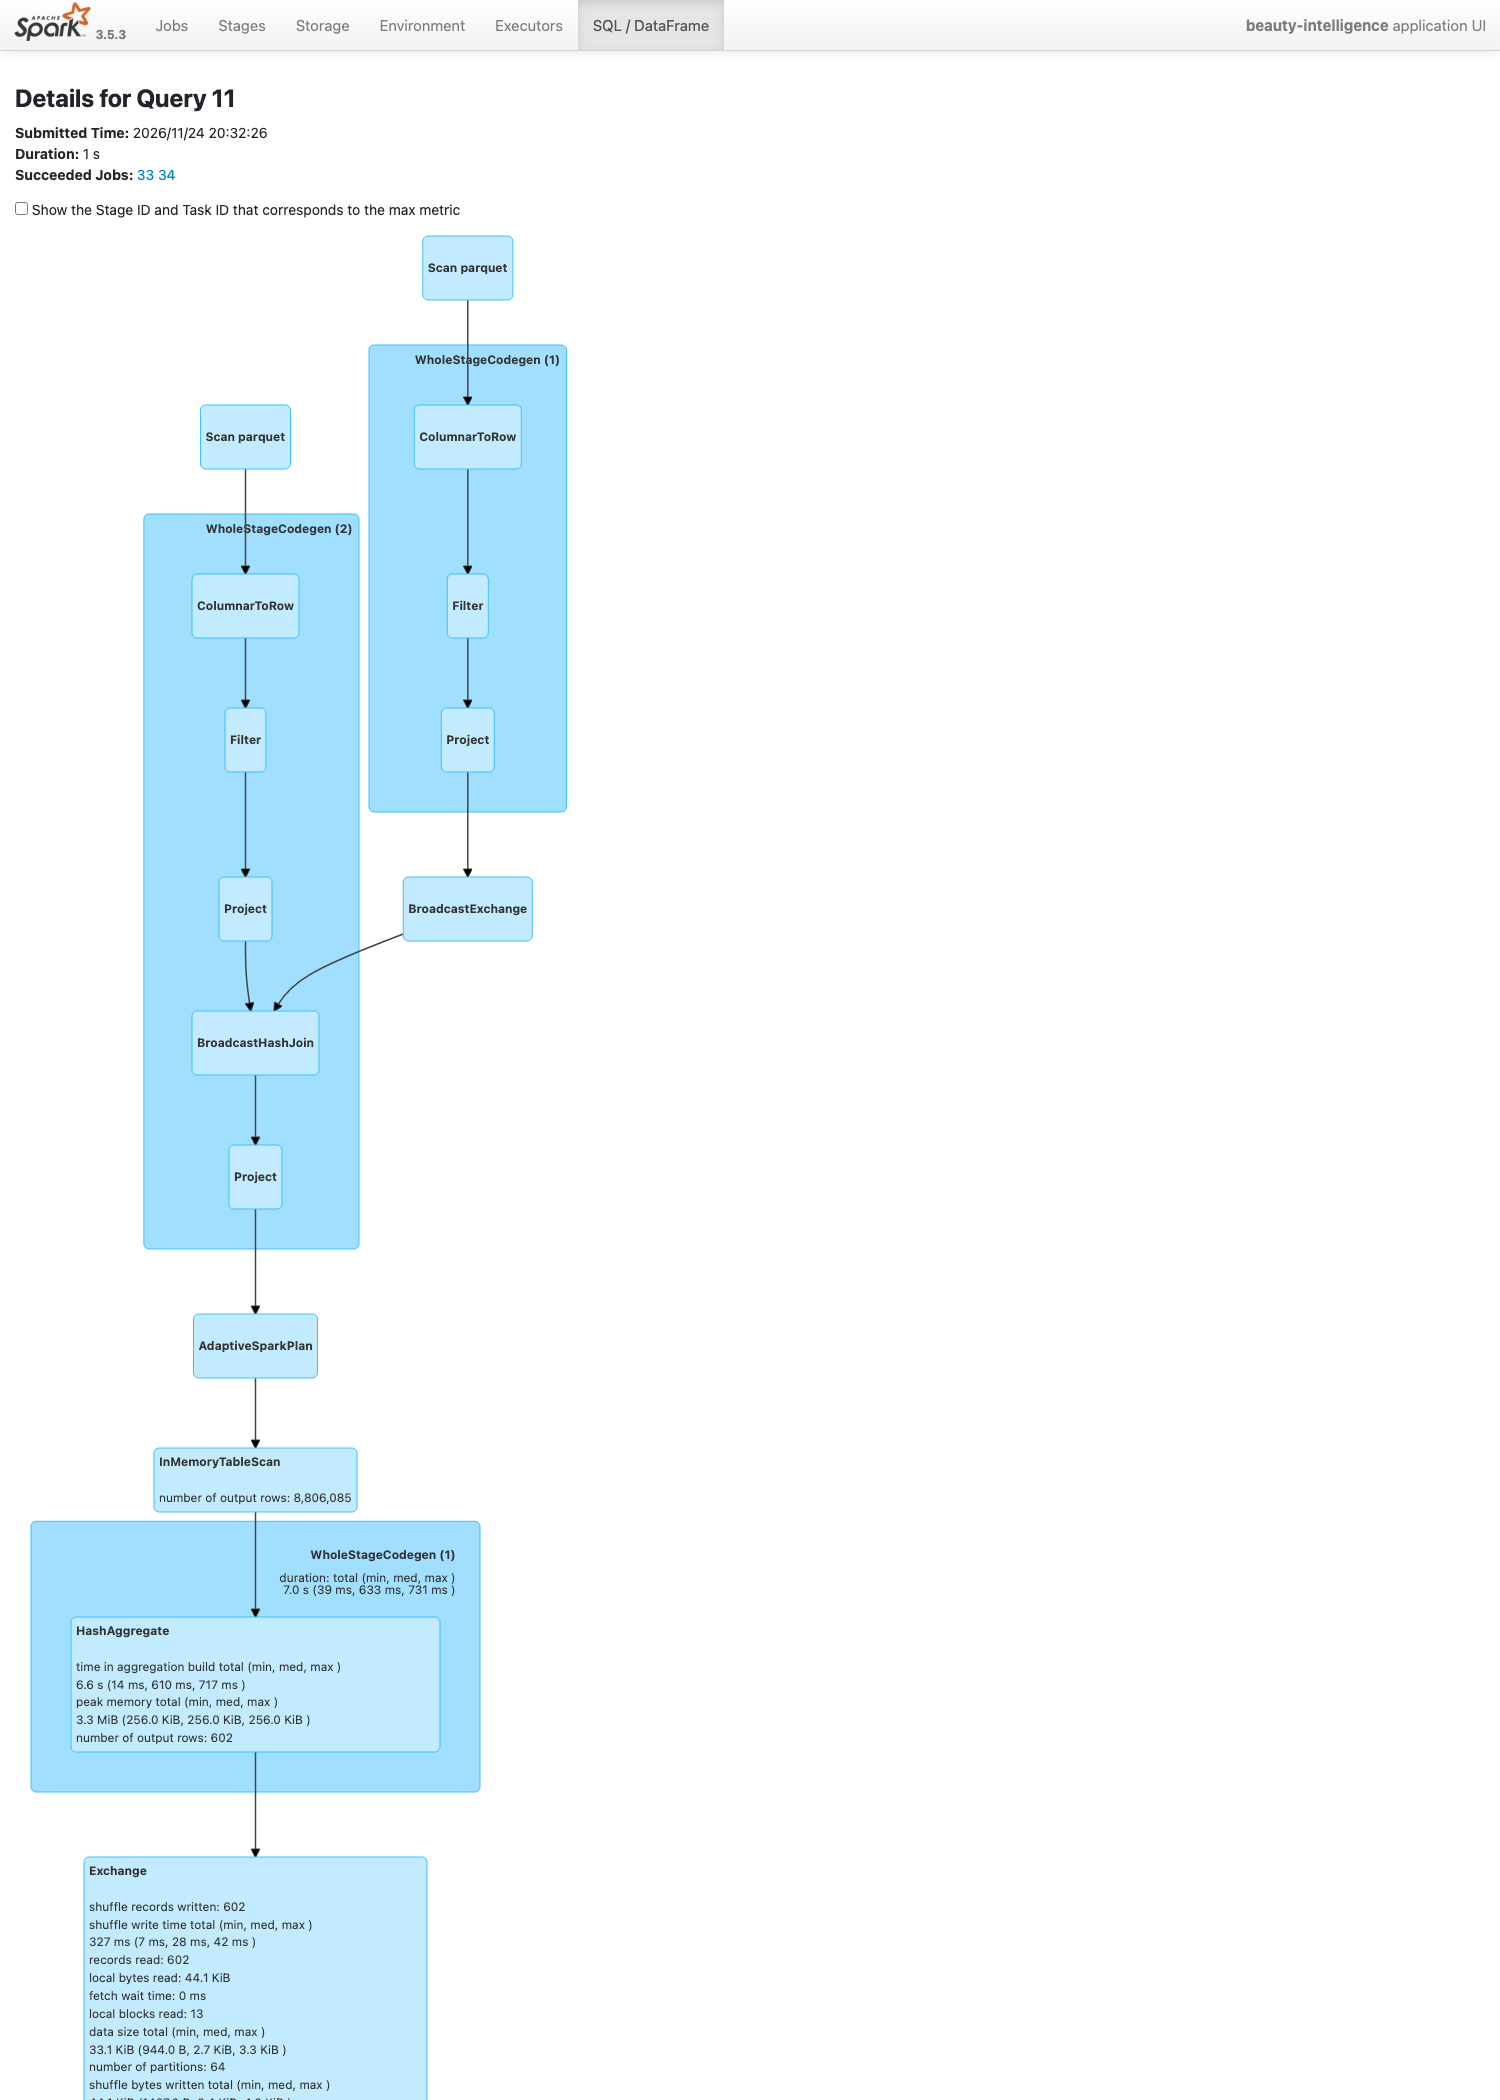 APACHE
Spark 3.5.3
Jobs
Stages
Storage
Environment
Executors
SQL / DataFrame
beauty-intelligence application UI
Details for Query 11
Submitted Time: 2026/11/24 20:32:26
Duration: 1 s
Succeeded Jobs: 33 34
Show the Stage ID and Task ID that corresponds to the max metric
Scan parquet
WholeStageCodegen (1)
ColumnarToRow
Filter
Project
BroadcastExchange
Scan parquet
WholeStageCodegen (2)
ColumnarToRow
Filter
Project
BroadcastHashJoin
Project
AdaptiveSparkPlan
InMemoryTableScan
number of output rows: 8,806,085
WholeStageCodegen (1)
duration: total (min, med, max )
7.0 s (39 ms, 633 ms, 731 ms )
HashAggregate
time in aggregation build total (min, med, max )
6.6 s (14 ms, 610 ms, 717 ms )
peak memory total (min, med, max )
3.3 MiB (256.0 KiB, 256.0 KiB, 256.0 KiB )
number of output rows: 602
Exchange
shuffle records written: 602
shuffle write time total (min, med, max )
327 ms (7 ms, 28 ms, 42 ms )
records read: 602
local bytes read: 44.1 KiB
fetch wait time: 0 ms
local blocks read: 13
data size total (min, med, max )
33.1 KiB (944.0 B, 2.7 KiB, 3.3 KiB )
number of partitions: 64
shuffle bytes written total (min, med, max )